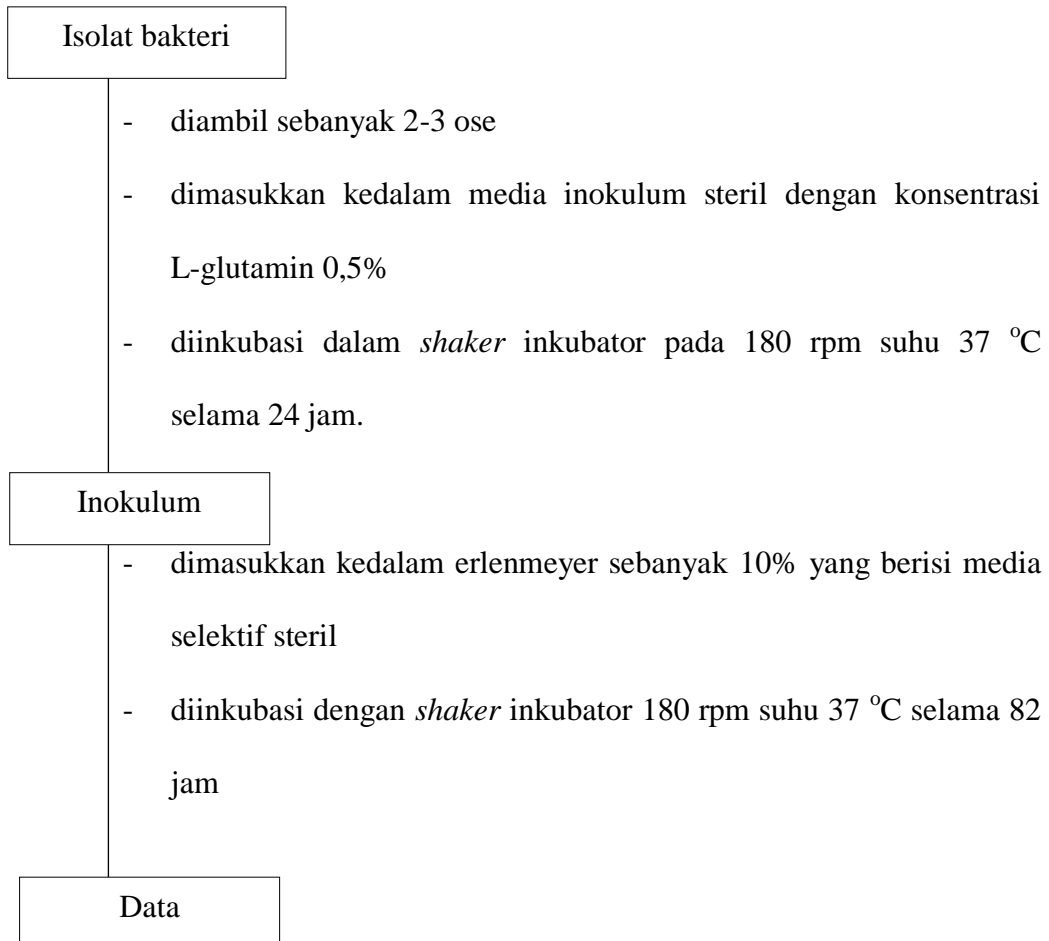 Isolat bakteri
- diambil sebanyak 2-3 ose
- dimasukkan kedalam media inokulum steril dengan konsentrasi
L-glutamin 0,5%
- diinkubasi dalam shaker inkubator pada 180 rpm suhu 37 °C
selama 24 jam.
Inokulum
- dimasukkan kedalam erlenmeyer sebanyak 10% yang berisi media
selektif steril
- diinkubasi dengan shaker inkubator 180 rpm suhu 37 °C selama 82
jam
Data